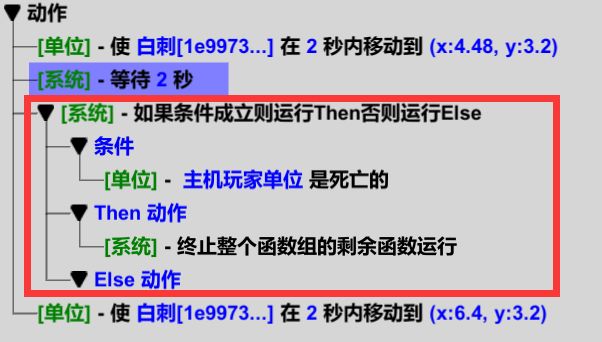 动作
[单位] - 使 白刺[1e9973...] 在 2 秒内移动到 (x:4.48, y:3.2)
[系统] - 等待 2 秒
[系统] - 如果条件成立则运行Then否则运行Else
条件
[单位] - 主机玩家单位 是死亡的
Then 动作
[系统] - 终止整个函数组的剩余函数运行
Else 动作
[单位] - 使 白刺[1e9973...] 在 2 秒内移动到 (x:6.4, y:3.2)